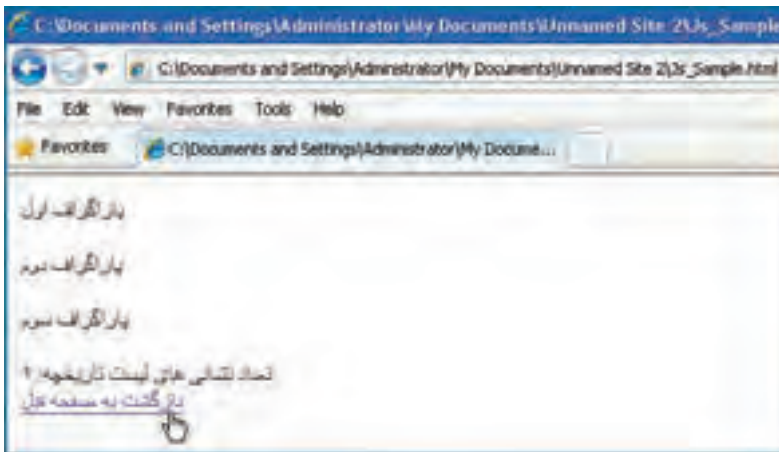 C:\Documents and Settings\Administrator\My Documents\Unnamed Site 2\Js_Sample
C:\Documents and Settings\Administrator\My Documents\Unnamed Site 2\Js_Sample.html
File Edit View Favorites Tools Help
Favorites C:\Documents and Settings\Administrator\My Docume...
پاراگراف اول
پاراگراف دوم
پاراگراف سوم
تعداد نشانی های لیست تاریخچه:
بازگشت به صفحه قبل